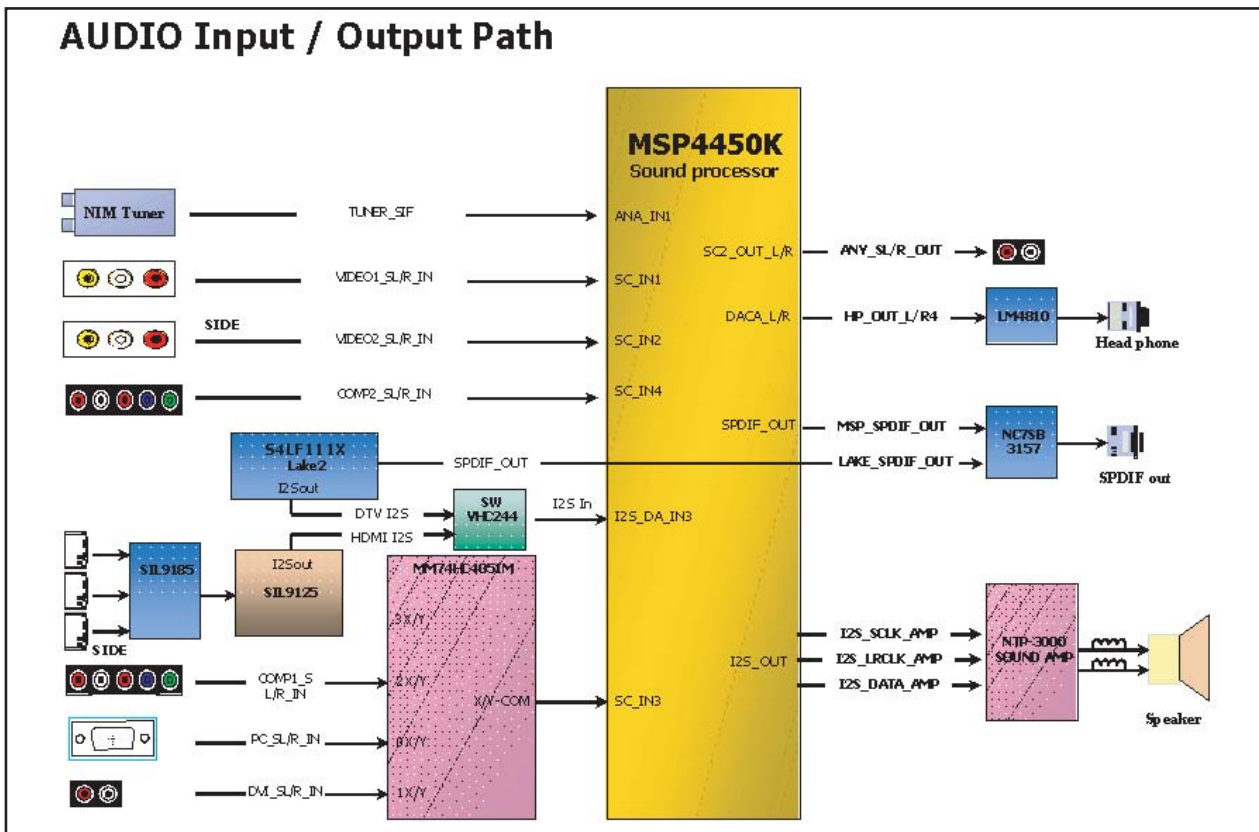 AUDIO Input / Output Path
MSP4450K
Sound processor
NIM Tuner
TUNER_SIF
ANA_IN1
SC2_OUT_L/R
ANY_SL/R_OUT
VIDEO1_SL/R_IN
SC_IN1
SIDE
VIDEO2_SL/R_IN
SC_IN2
DACA_L/R
HP_OUT_L/R4
LM4810
Head phone
COMP2_SL/R_IN
SC_IN4
SPDIF_OUT
MSP_SPDIF_OUT
NC7SB
3157
S4LF111X
Lake2
I2Sout
SPDIF_OUT
LAKE_SPDIF_OUT
SPDIF out
DTV I2S
HDMI I2S
SW
VHC244
I2S In
I2S_DA_IN3
SIL9185
I2Sout
SIL9125
SIDE
MM74HC4051M
3X/Y
COMP1_S
L/R_IN
2X/Y
X/Y-COM
SC_IN3
PC_SL/R_IN
0X/Y
DVI_SL/R_IN
1X/Y
I2S_OUT
I2S_SCLK_AMP
I2S_LRCLK_AMP
I2S_DATA_AMP
NTP-3000
SOUND AMP
Speaker